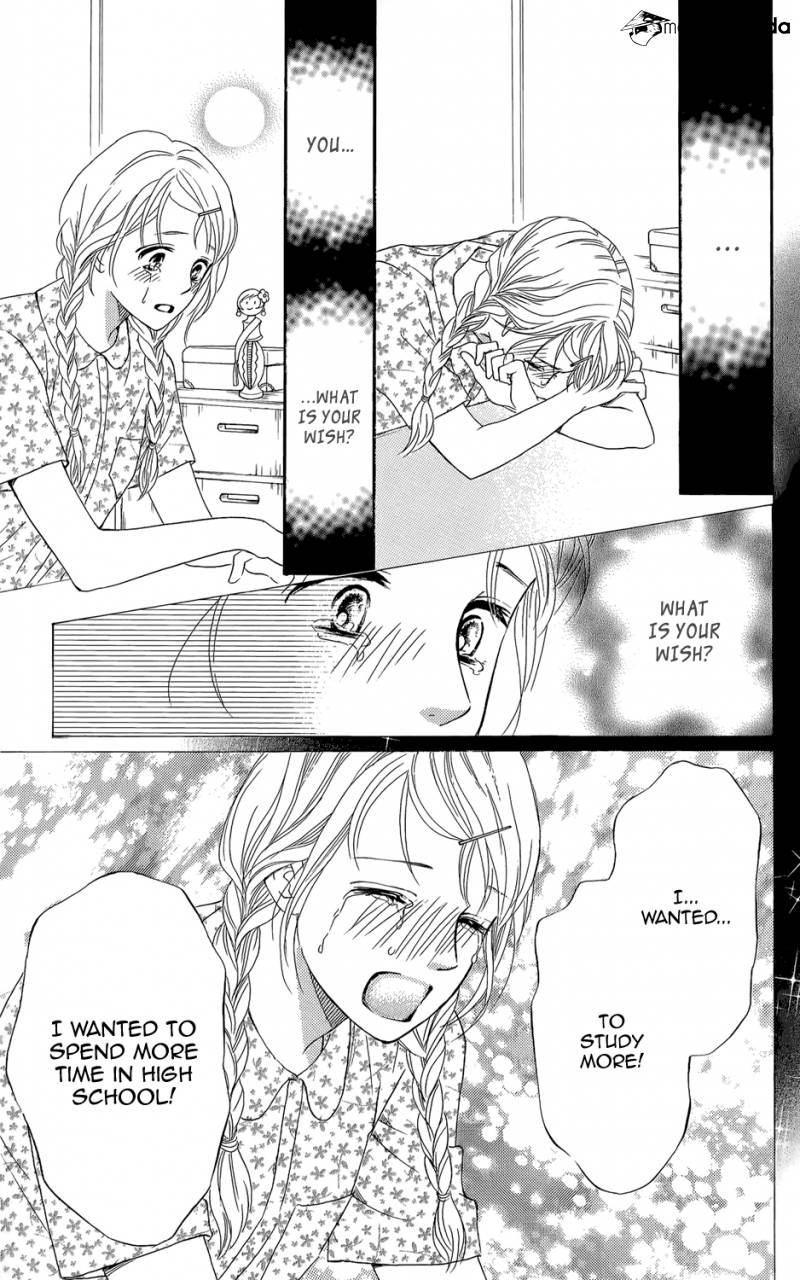 ...
YOU...
...WHAT
IS YOUR
WISH?
WHAT
IS YOUR
WISH?
I...
WANTED...
TO
STUDY
MORE!
I WANTED TO
SPEND MORE
TIME IN HIGH
SCHOOL!